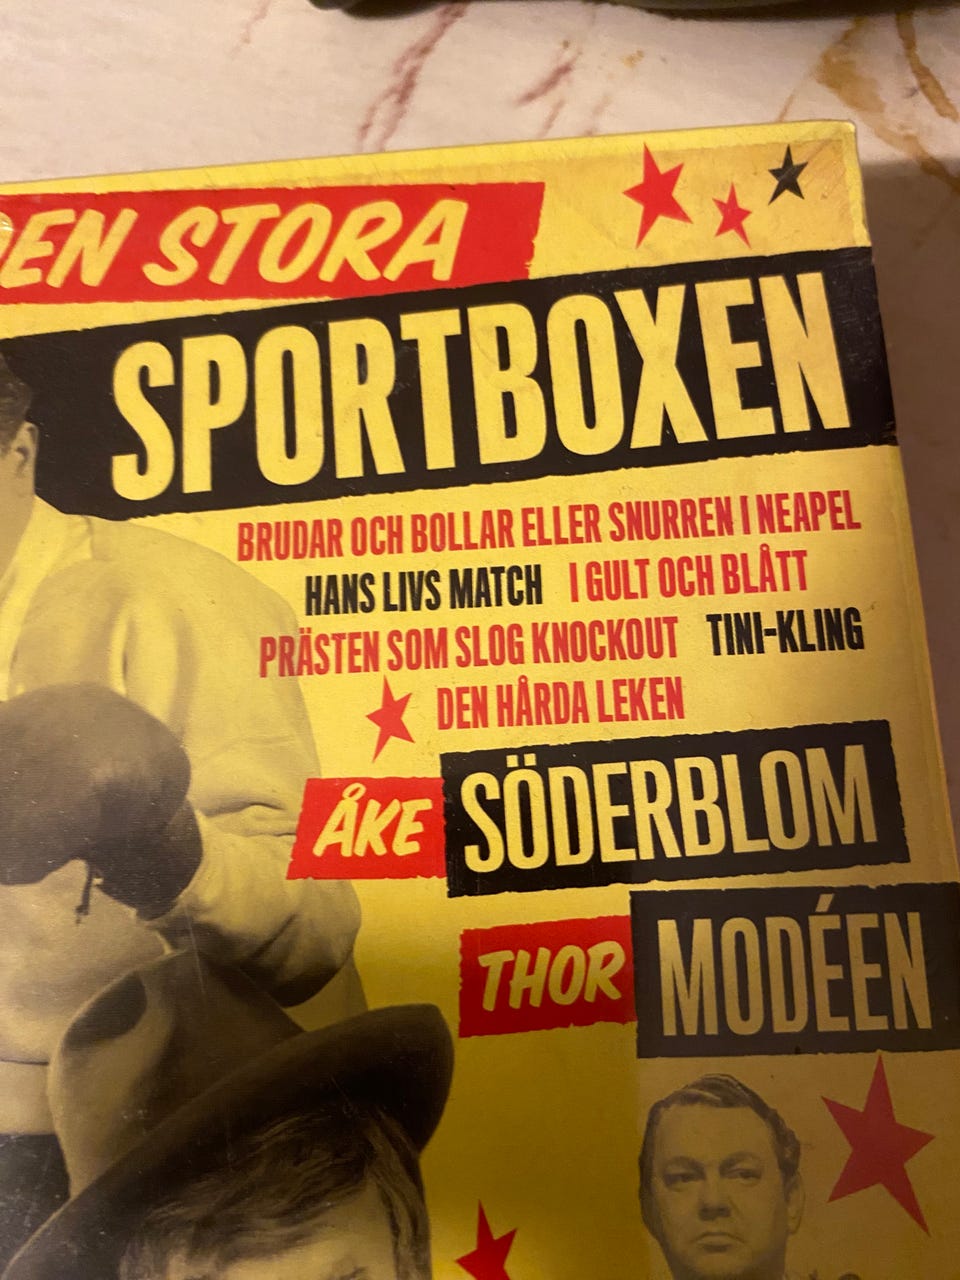 DEN STORA
SPORTBOXEN
BRUDAR OCH BOLLAR ELLER SNURREN I NEAPEL
HANS LIVS MATCH I GULT OCH BLÅTT
PRÄSTEN SOM SLOG KNOCKOUT TINI-KLING
DEN HÅRDA LEKEN
ÅKE SÖDERBLOM
THOR MODÉEN